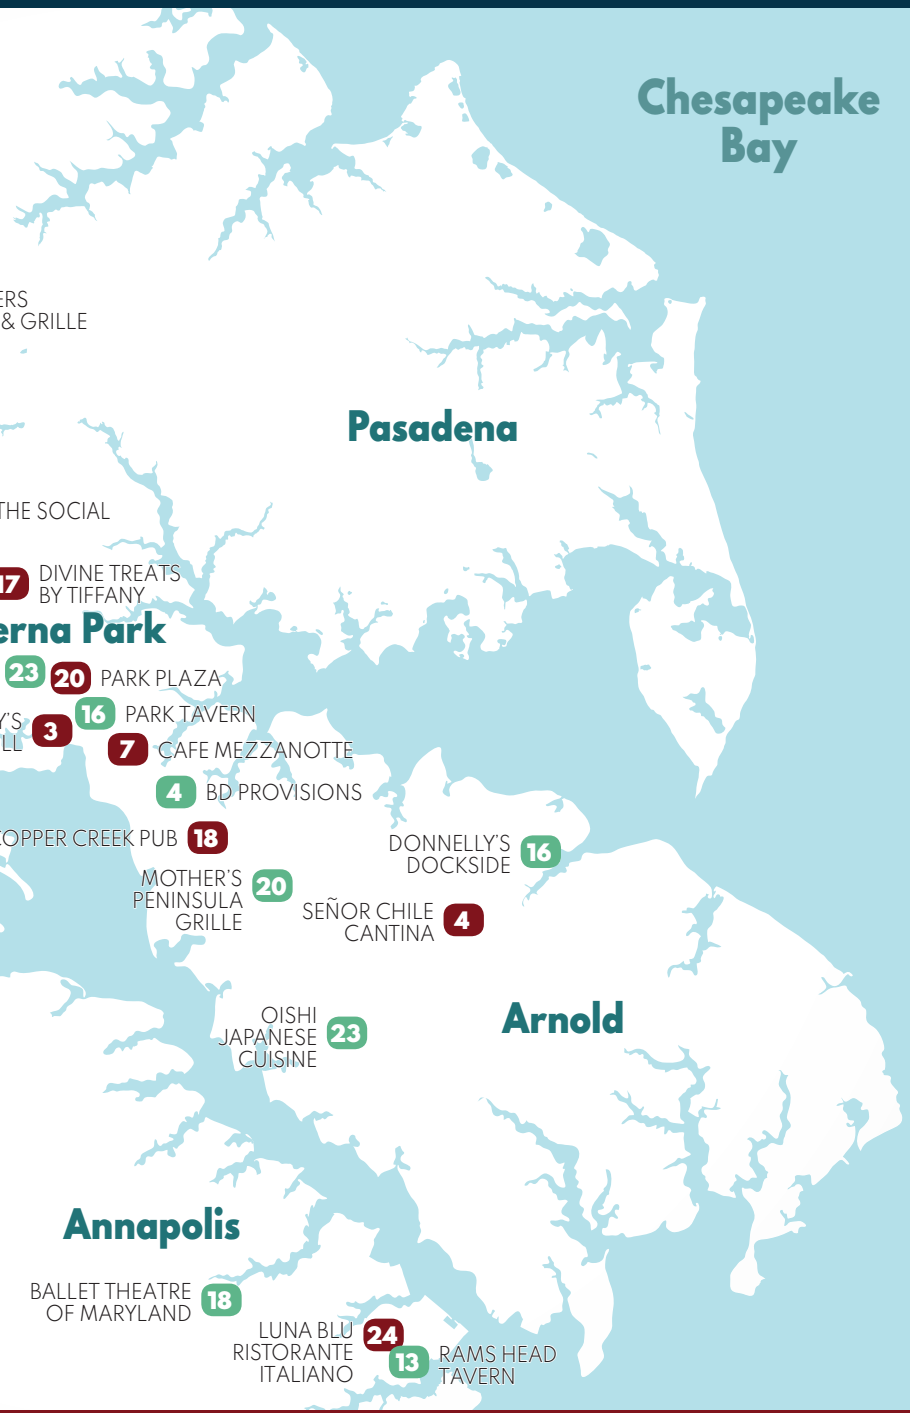 Chesapeake
Bay
ERS
& GRILLE
Pasadena
THE SOCIAL
17
DIVINE TREATS
BY TIFFANY
erna Park
23
20
PARK PLAZA
16
PARK TAVERN
Y'S
LL
3
7
CAFE MEZZANOTTE
4
BD PROVISIONS
COPPER CREEK PUB
18
DONNELLY'S
DOCKSIDE
16
MOTHER'S
PENINSULA
GRILLE
20
SEÑOR CHILE
CANTINA
4
OISHI
JAPANESE
CUISINE
23
Arnold
Annapolis
BALLET THEATRE
OF MARYLAND
18
LUNA BLU
RISTORANTE
ITALIANO
24
13
RAMS HEAD
TAVERN